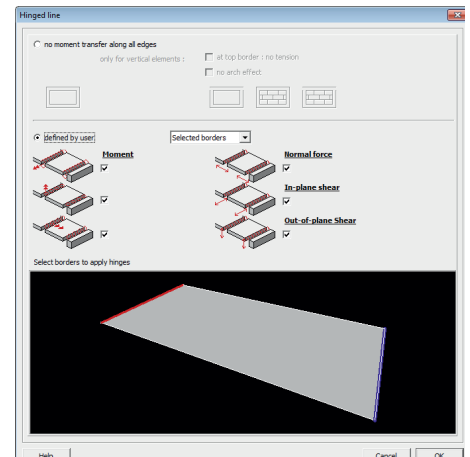 Hinged line
no moment transfer along all edges
only for vertical elements :
at top border : no tension
no arch effect
defined by user
Selected borders
Moment
Normal force
In-plane shear
Out-of-plane Shear
Select borders to apply hinges
Help
Cancel
OK